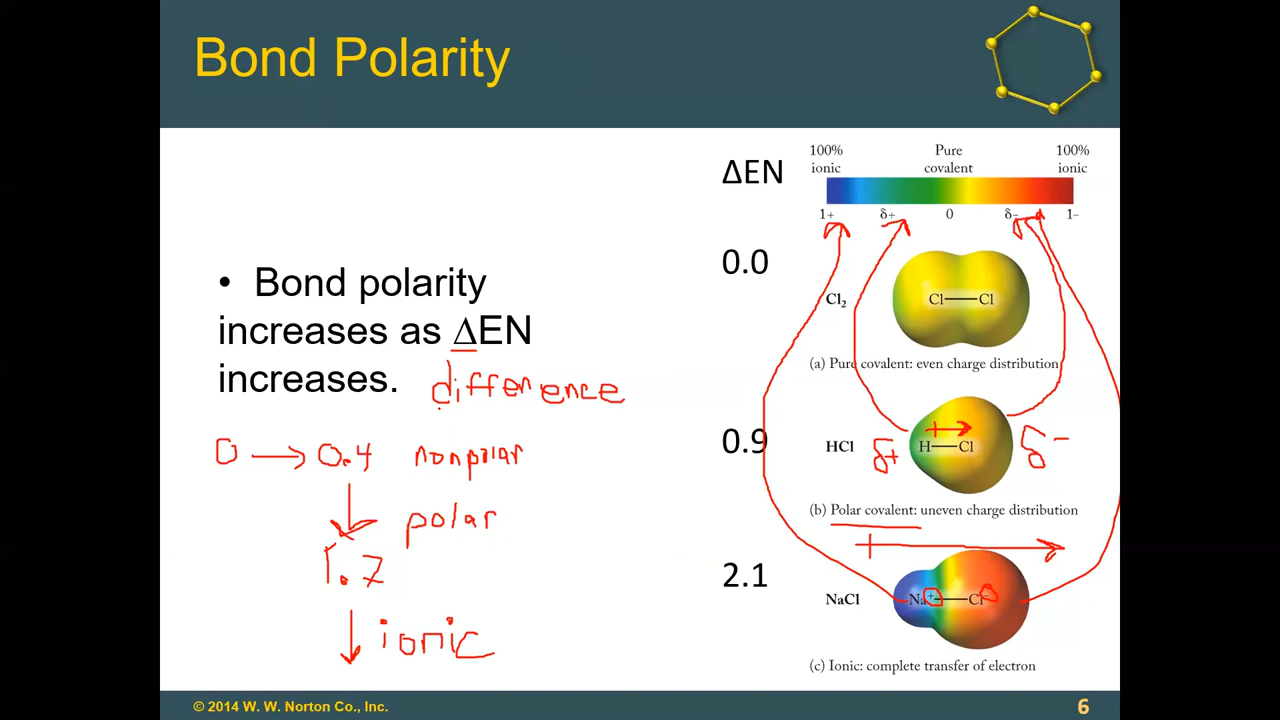 Bond Polarity
• Bond polarity
increases as ΔEN
increases.
difference
0 → 0.4 nonpolar
polar
1.7
ionic
ΔEN
100% ionic
Pure covalent
100% ionic
1+ δ+ 0 δ− 1−
0.0
Cl₂
Cl—Cl
(a) Pure covalent: even charge distribution
0.9
HCl
δ+ H—Cl δ−
(b) Polar covalent: uneven charge distribution
2.1
NaCl
Na⁺—Cl⁻
(c) Ionic: complete transfer of electron
© 2014 W. W. Norton Co., Inc.
6